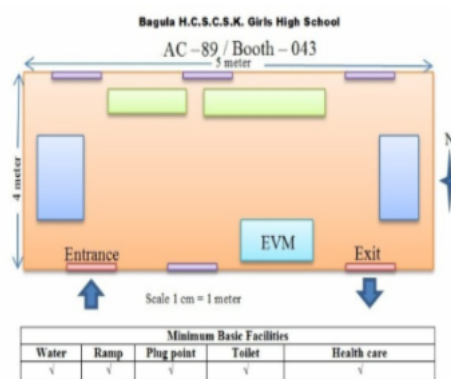 Bagula H.C.S.C.S.K. Girls High School
AC –89 / Booth – 043
5 meter
4 meter
N
Entrance
EVM
Exit
Scale 1 cm = 1 meter
Minimum Basic Facilities
Water Ramp Plug point Toilet Health care
√ √ √ √ √